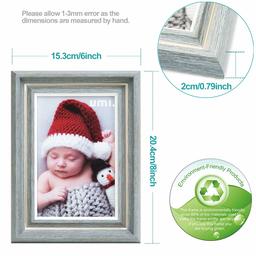 Please allow 1-3mm error as the
dimensions are measured by hand.
15.3cm/6inch
2cm/0.79inch
umi.
20.4cm/8inch
Environment-Friendly Products